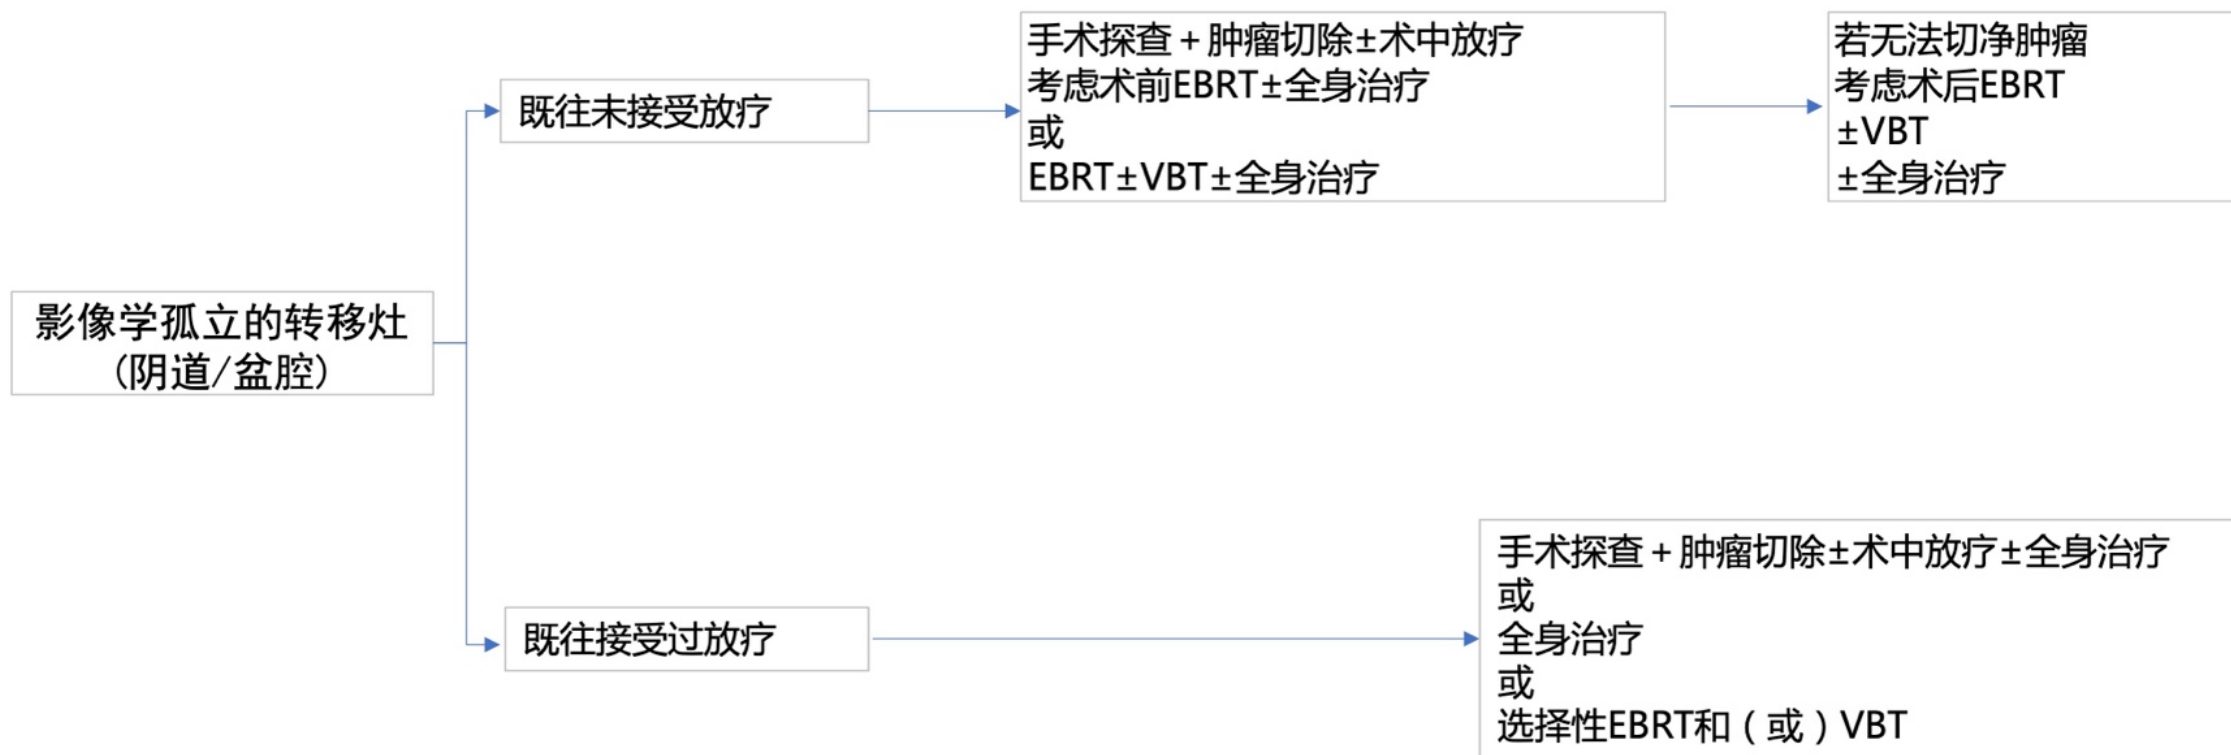 既往未接受放疗
手术探查+肿瘤切除±术中放疗
考虑术前EBRT±全身治疗
或
EBRT±VBT±全身治疗
若无法切净肿瘤
考虑术后EBRT
±VBT
±全身治疗
影像学孤立的转移灶
(阴道/盆腔)
既往接受过放疗
手术探查+肿瘤切除±术中放疗±全身治疗
或
全身治疗
或
选择性EBRT和（或）VBT